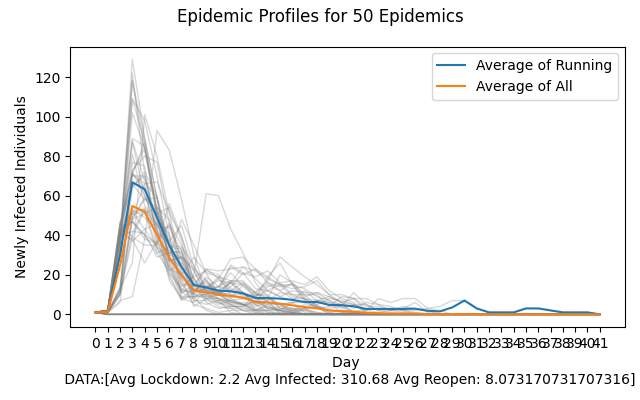 Epidemic Profiles for 50 Epidemics
Average of Running
Average of All
Newly Infected Individuals
120
100
80
60
40
20
0
0 1 2 3 4 5 6 7 8 9 10 11 12 13 14 15 16 17 18 19 20 21 22 23 24 25 26 27 28 29 30 31 32 33 34 35 36 37 38 39 40 41
Day
DATA:[Avg Lockdown: 2.2 Avg Infected: 310.68 Avg Reopen: 8.073170731707316]